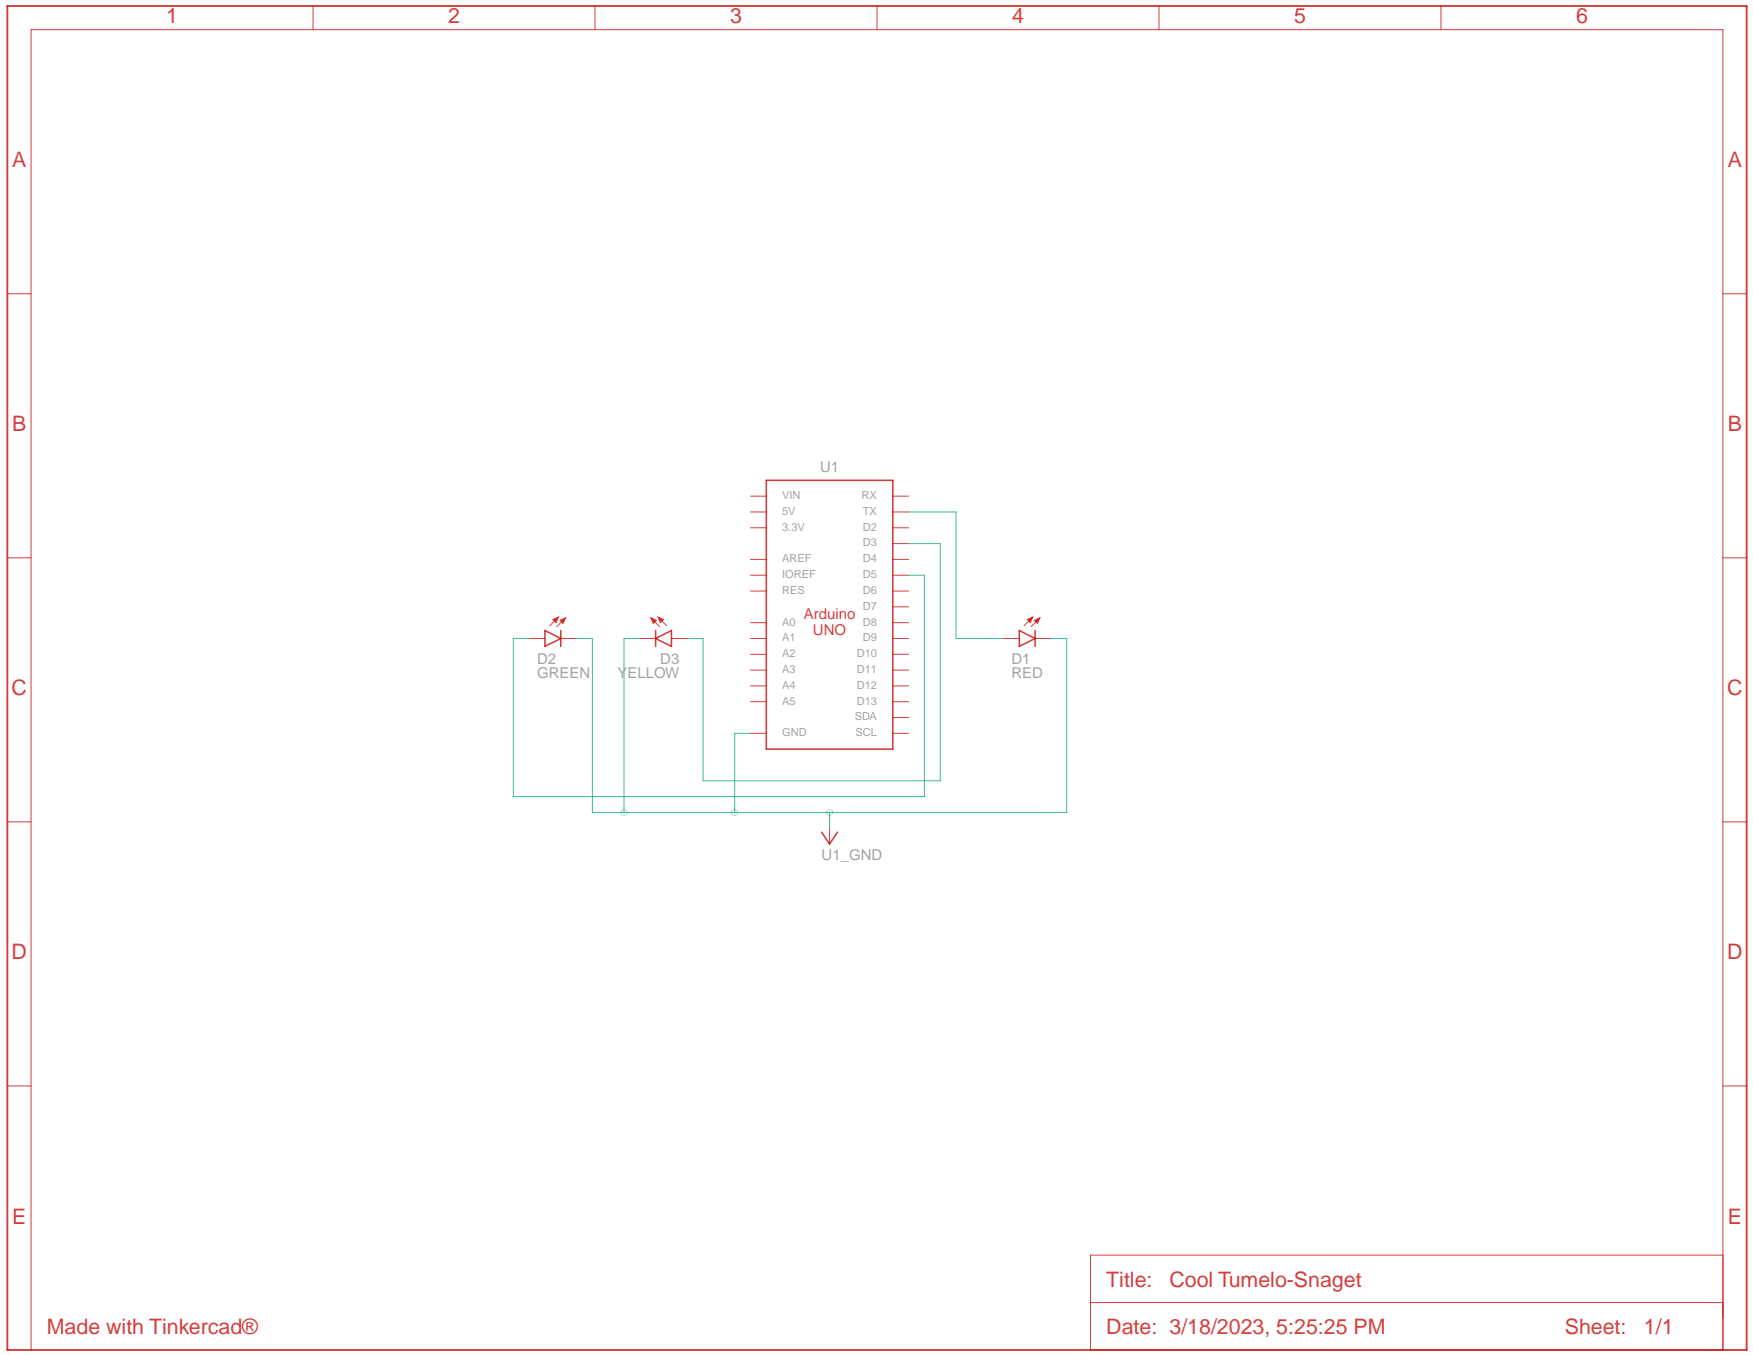 1 2 3 4 5 6
A A
B B
U1
VIN RX
5V TX
3.3V D2
D3
AREF D4
IOREF D5
RES D6
D7
Arduino
UNO
A0 D8
A1 D9
A2 D10
A3 D11
A4 D12
A5 D13
SDA
GND SCL
D2
GREEN
D3
YELLOW
D1
RED
C C
U1_GND
D D
E E
Title: Cool Tumelo-Snaget
Date: 3/18/2023, 5:25:25 PM Sheet: 1/1
Made with Tinkercad®